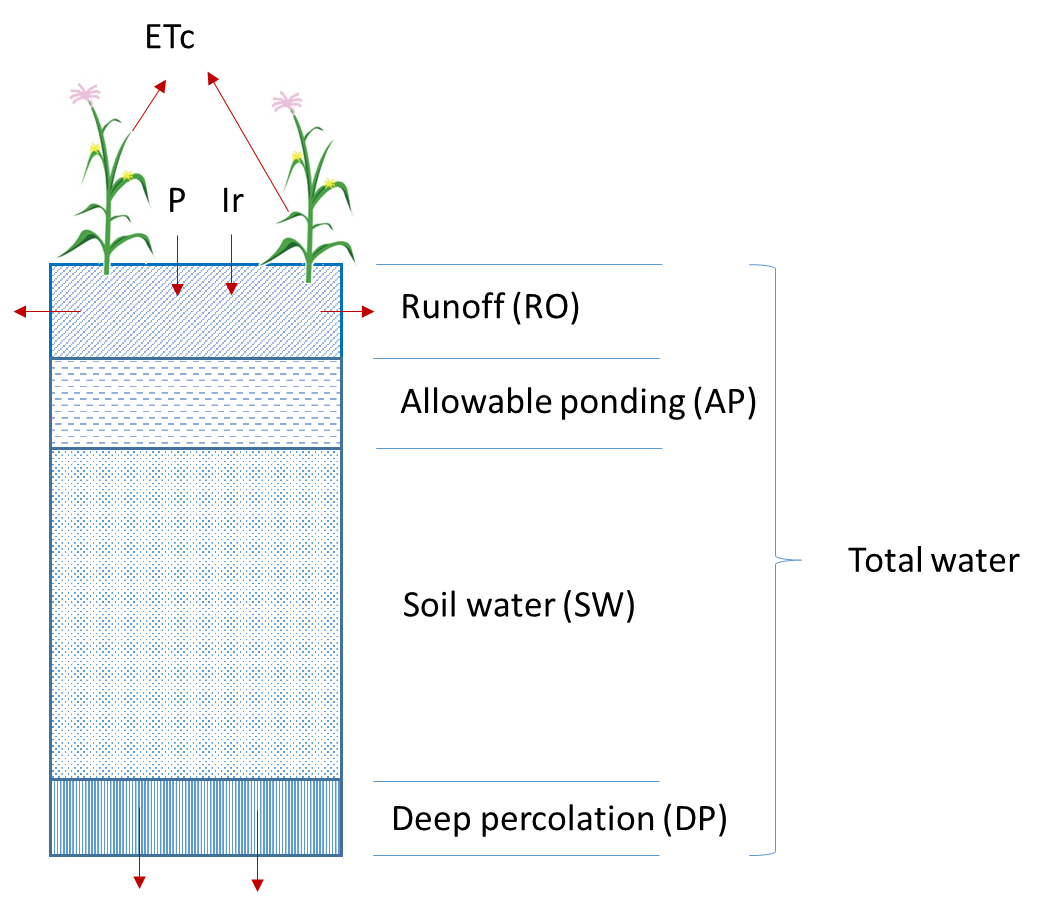 ETc
P Ir
Runoff (RO)
Allowable ponding (AP)
Total water
Soil water (SW)
Deep percolation (DP)